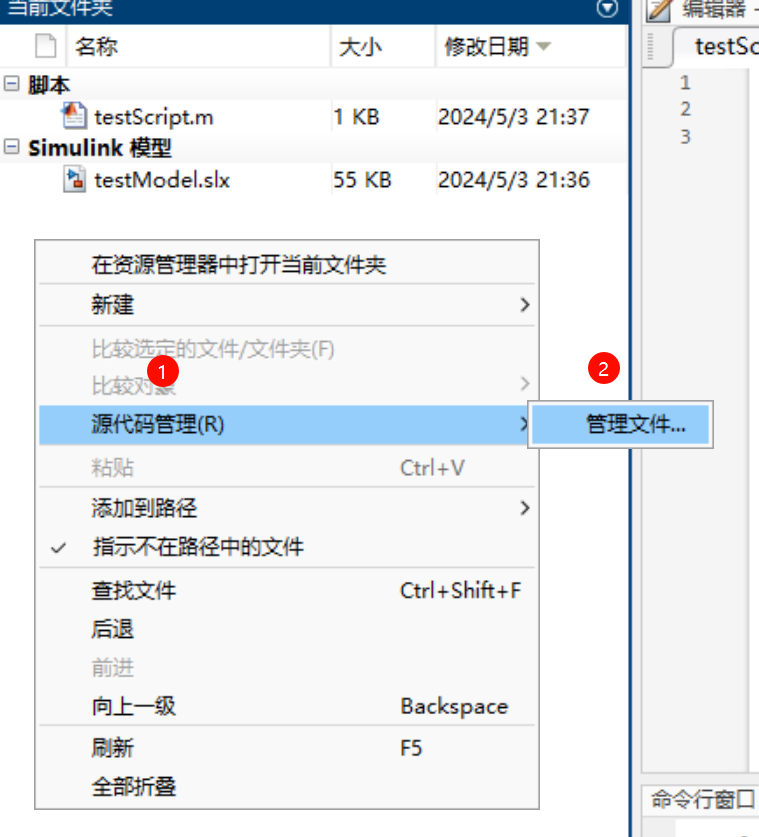 当前文件夹
编辑器 -
名称 大小 修改日期
testSc
脚本
testScript.m 1 KB 2024/5/3 21:37
Simulink 模型
testModel.slx 55 KB 2024/5/3 21:36
1
2
3
在资源管理器中打开当前文件夹
新建
比较选定的文件/文件夹(F)
1
比较对象
2
源代码管理(R)
管理文件...
粘贴 Ctrl+V
添加到路径
指示不在路径中的文件
查找文件 Ctrl+Shift+F
后退
前进
向上一级 Backspace
刷新 F5
全部折叠
命令行窗口